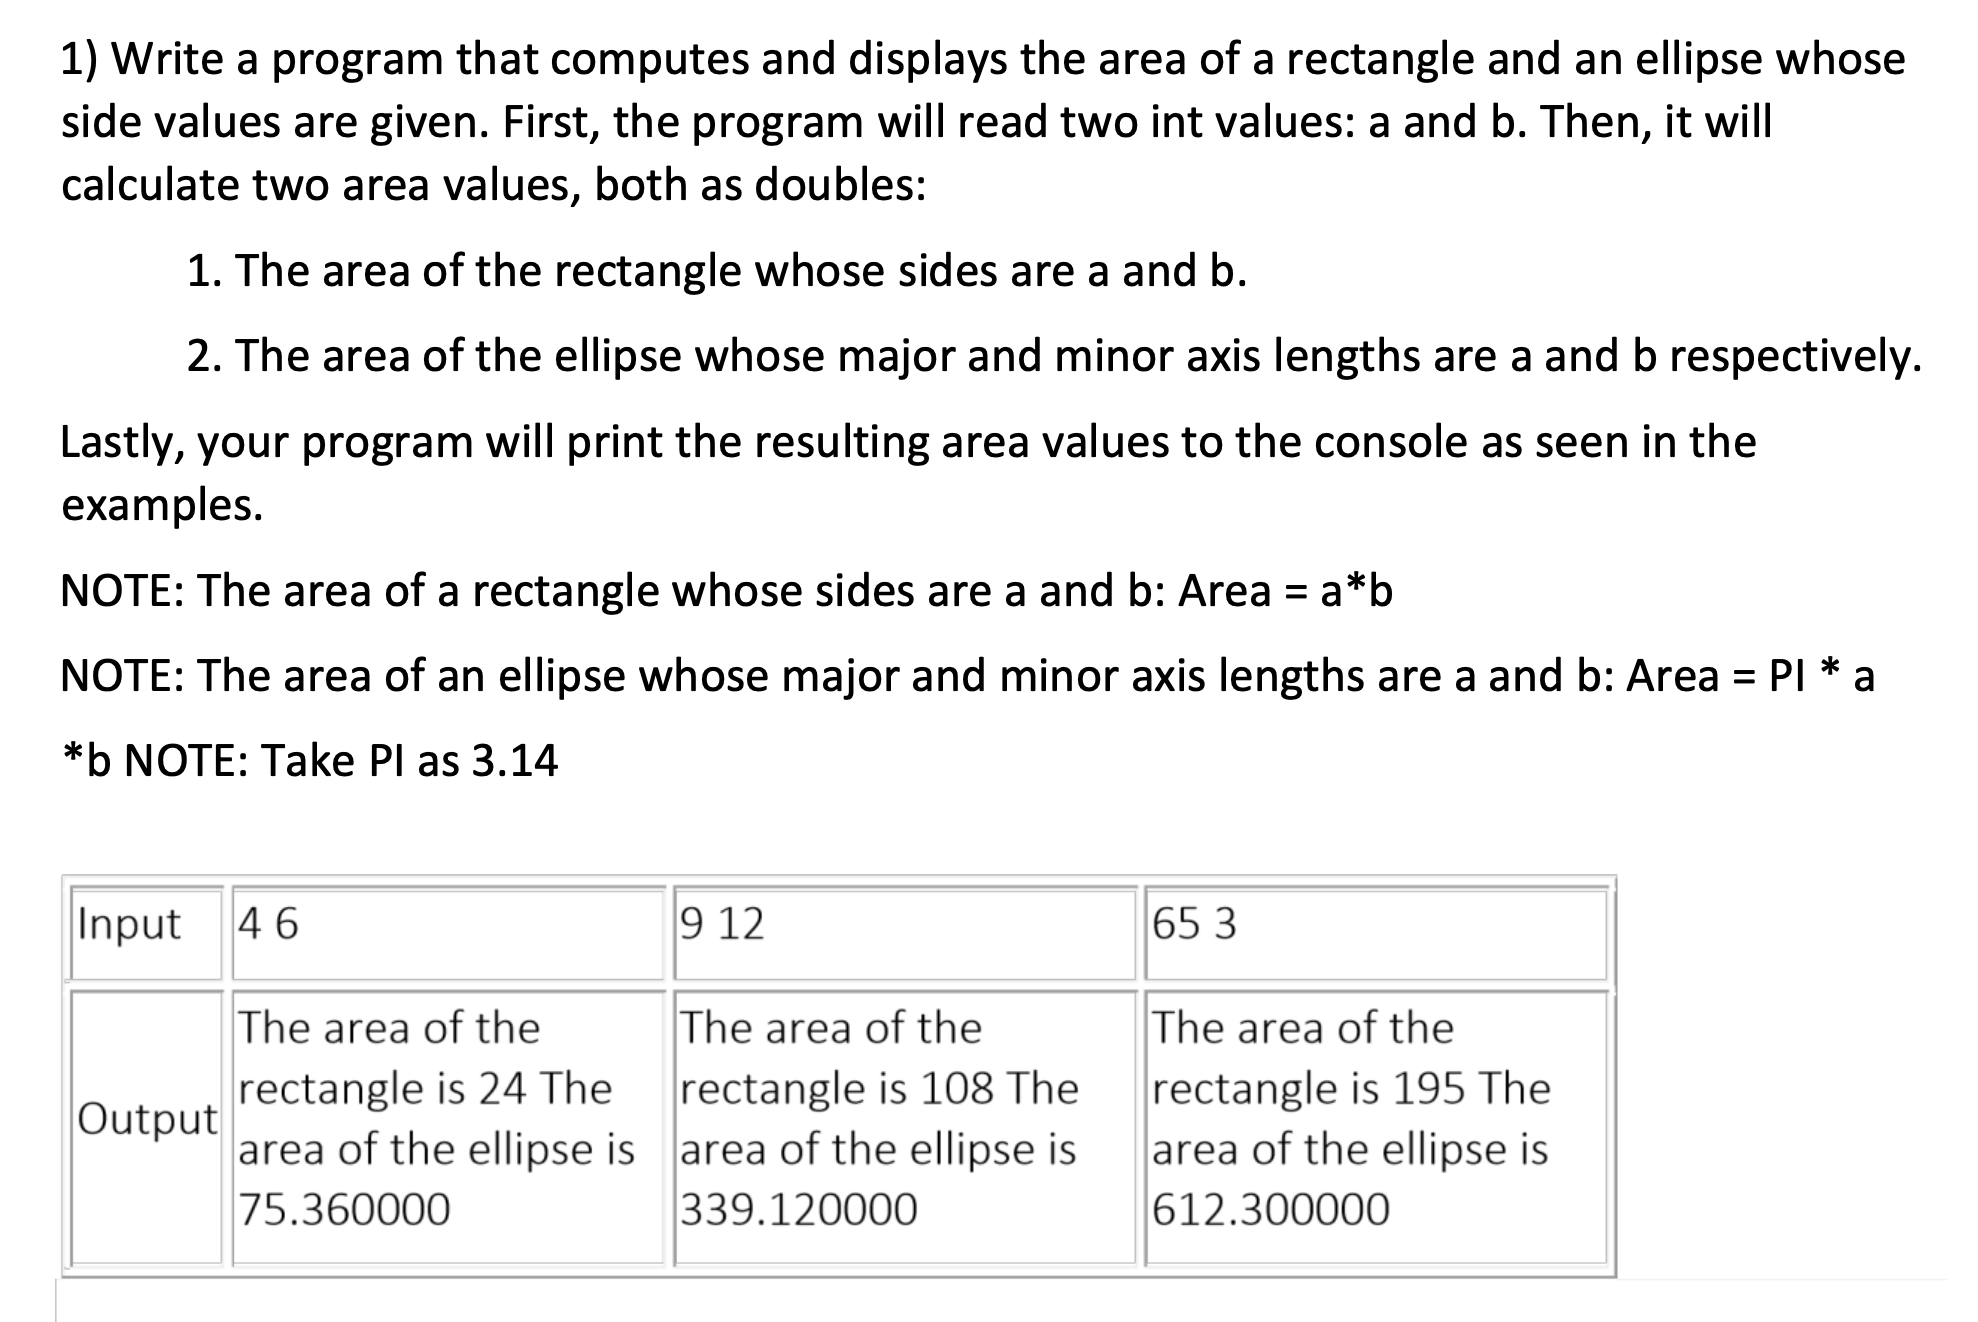 1) Write a program that computes and displays the area of a rectangle and an ellipse whose
side values are given. First, the program will read two int values: a and b. Then, it will
calculate two area values, both as doubles:
1. The area of the rectangle whose sides are a and b.
2. The area of the ellipse whose major and minor axis lengths are a and b respectively.
Lastly, your program will print the resulting area values to the console as seen in the
examples.
NOTE: The area of a rectangle whose sides are a and b: Area = a*b
NOTE: The area of an ellipse whose major and minor axis lengths are a and b: Area = PI * a
*b NOTE: Take PI as 3.14
Input 4 6 9 12 65 3
Output
The area of the
rectangle is 24 The
area of the ellipse is
75.360000
The area of the
rectangle is 108 The
area of the ellipse is
339.120000
The area of the
rectangle is 195 The
area of the ellipse is
612.300000